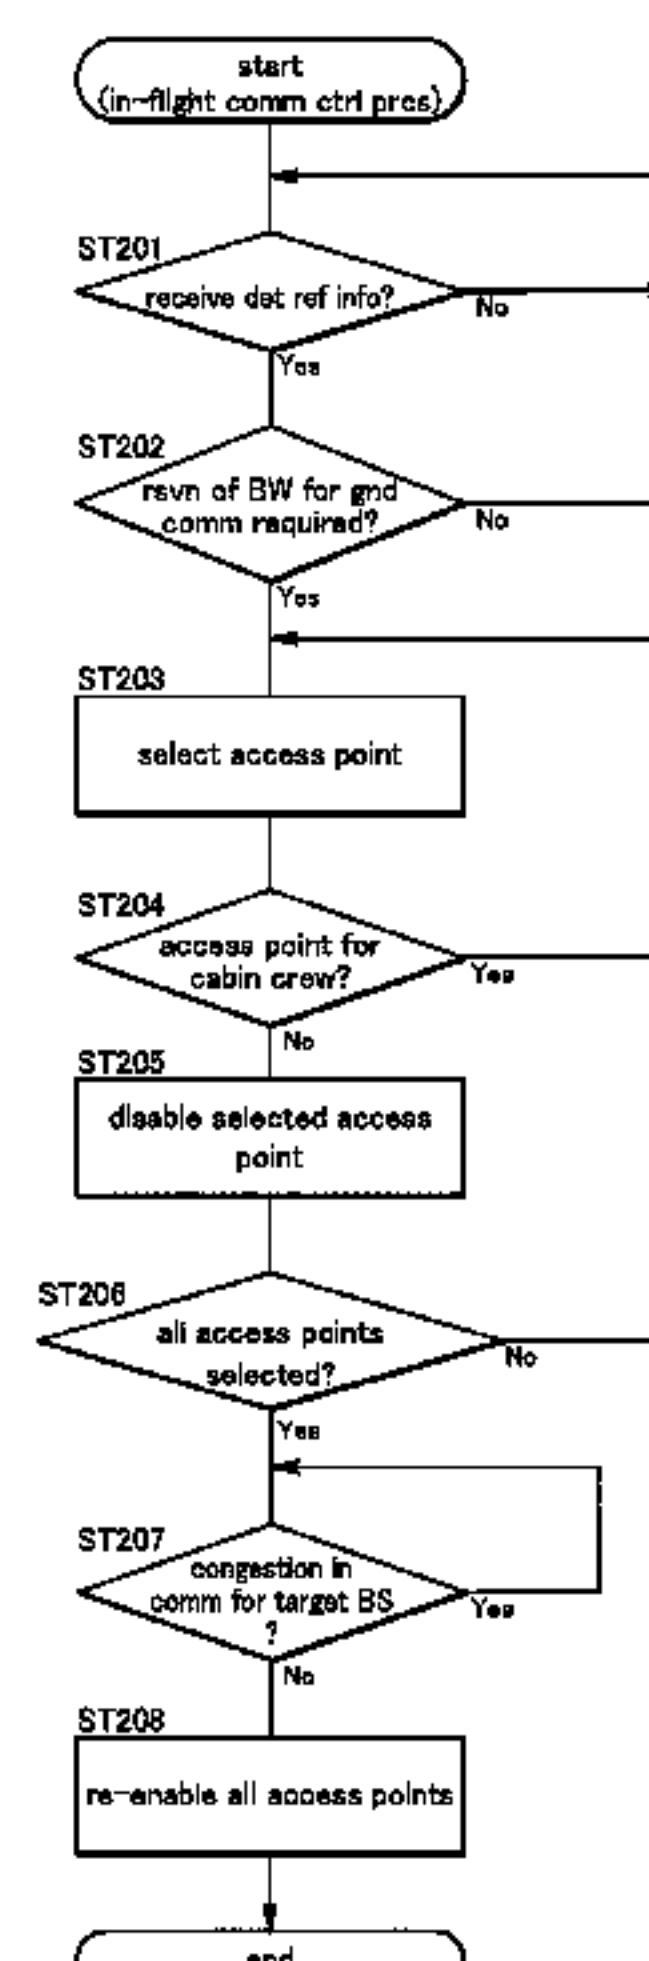 start
(in-flight comm ctrl prcs)
ST201
receive det ref info?
No
Yes
ST202
rsvn of BW for gnd
comm required?
No
Yes
ST203
select access point
ST204
access point for
cabin crew?
Yes
No
ST205
disable selected access
point
ST206
all access points
selected?
No
Yes
ST207
congestion in
comm for target BS
?
Yes
No
ST208
re-enable all access points
end